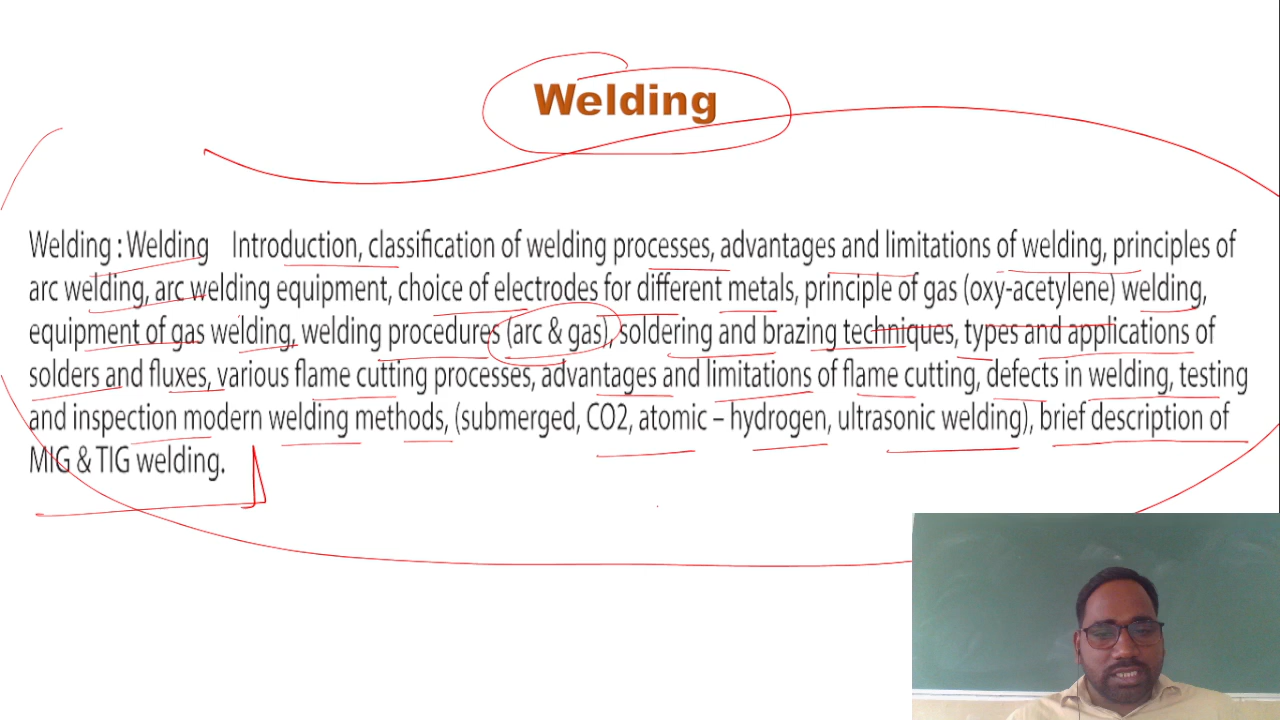 Welding
Welding : Welding Introduction, classification of welding processes, advantages and limitations of welding, principles of
arc welding, arc welding equipment, choice of electrodes for different metals, principle of gas (oxy-acetylene) welding,
equipment of gas welding, welding procedures (arc & gas), soldering and brazing techniques, types and applications of
solders and fluxes, various flame cutting processes, advantages and limitations of flame cutting, defects in welding, testing
and inspection modern welding methods, (submerged, CO2, atomic – hydrogen, ultrasonic welding), brief description of
MIG & TIG welding.